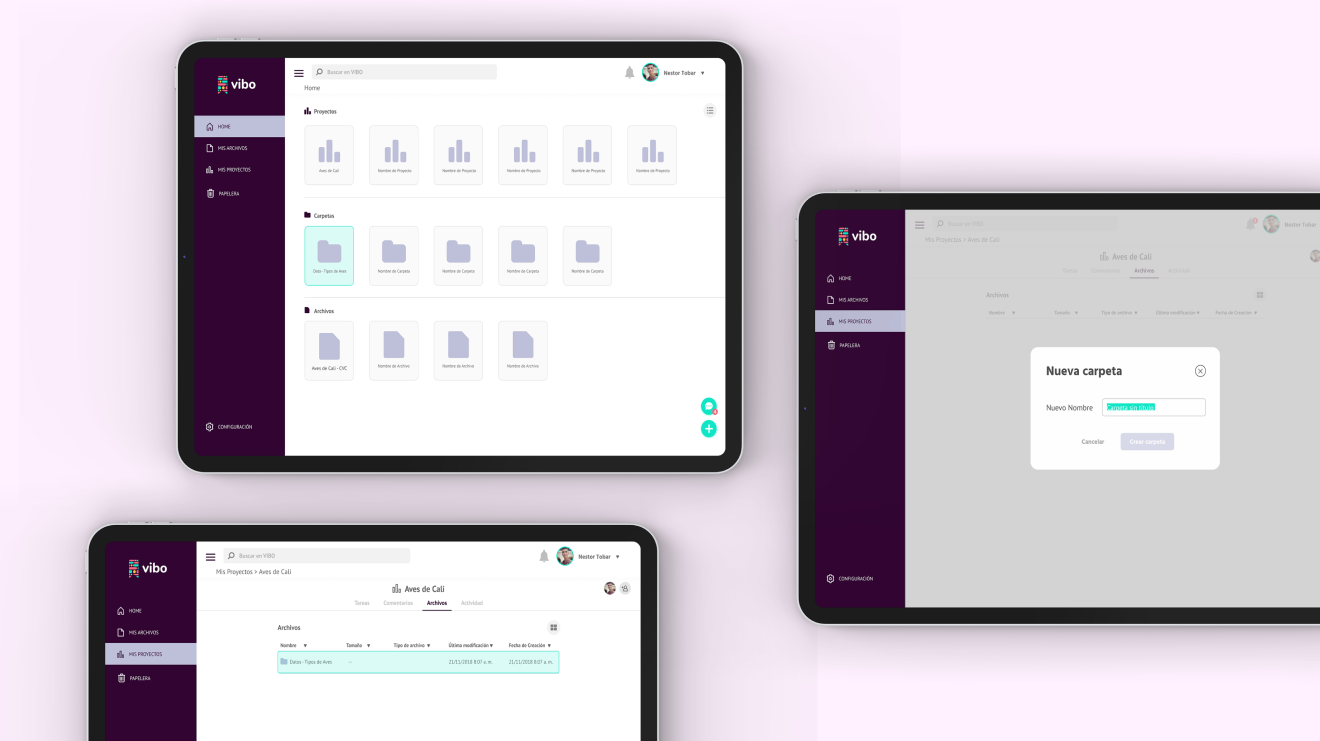 vibo
Buscar en VIBO
Nestor Tobar
Home
HOME
MIS ARCHIVOS
MIS PROYECTOS
PAPELERA
CONFIGURACIÓN
Proyectos
Aves de Cali
Nombre de Proyecto
Nombre de Proyecto
Nombre de Proyecto
Nombre de Proyecto
Nombre de Proyecto
Carpetas
Datos - Tipos de Aves
Nombre de Carpeta
Nombre de Carpeta
Nombre de Carpeta
Nombre de Carpeta
Archivos
Aves de Cali - CVC
Nombre de Archivo
Nombre de Archivo
Nombre de Archivo
vibo
Buscar en VIBO
Nestor Tobar
Mis Proyectos > Aves de Cali
HOME
MIS ARCHIVOS
MIS PROYECTOS
PAPELERA
CONFIGURACIÓN
Aves de Cali
Tareas Comentarios Archivos Actividad
Archivos
Nombre Tamaño Tipo de archivo Última modificación Fecha de Creación
Nueva carpeta
Nuevo Nombre Carpeta sin título
Cancelar Crear carpeta
vibo
Buscar en VIBO
Nestor Tobar
Mis Proyectos > Aves de Cali
HOME
MIS ARCHIVOS
MIS PROYECTOS
PAPELERA
Aves de Cali
Tareas Comentarios Archivos Actividad
Archivos
Nombre Tamaño Tipo de archivo Última modificación Fecha de Creación
Datos -Tipos de Aves -- 21/11/2018 8:07 a. m. 21/11/2018 8:07 a. m.